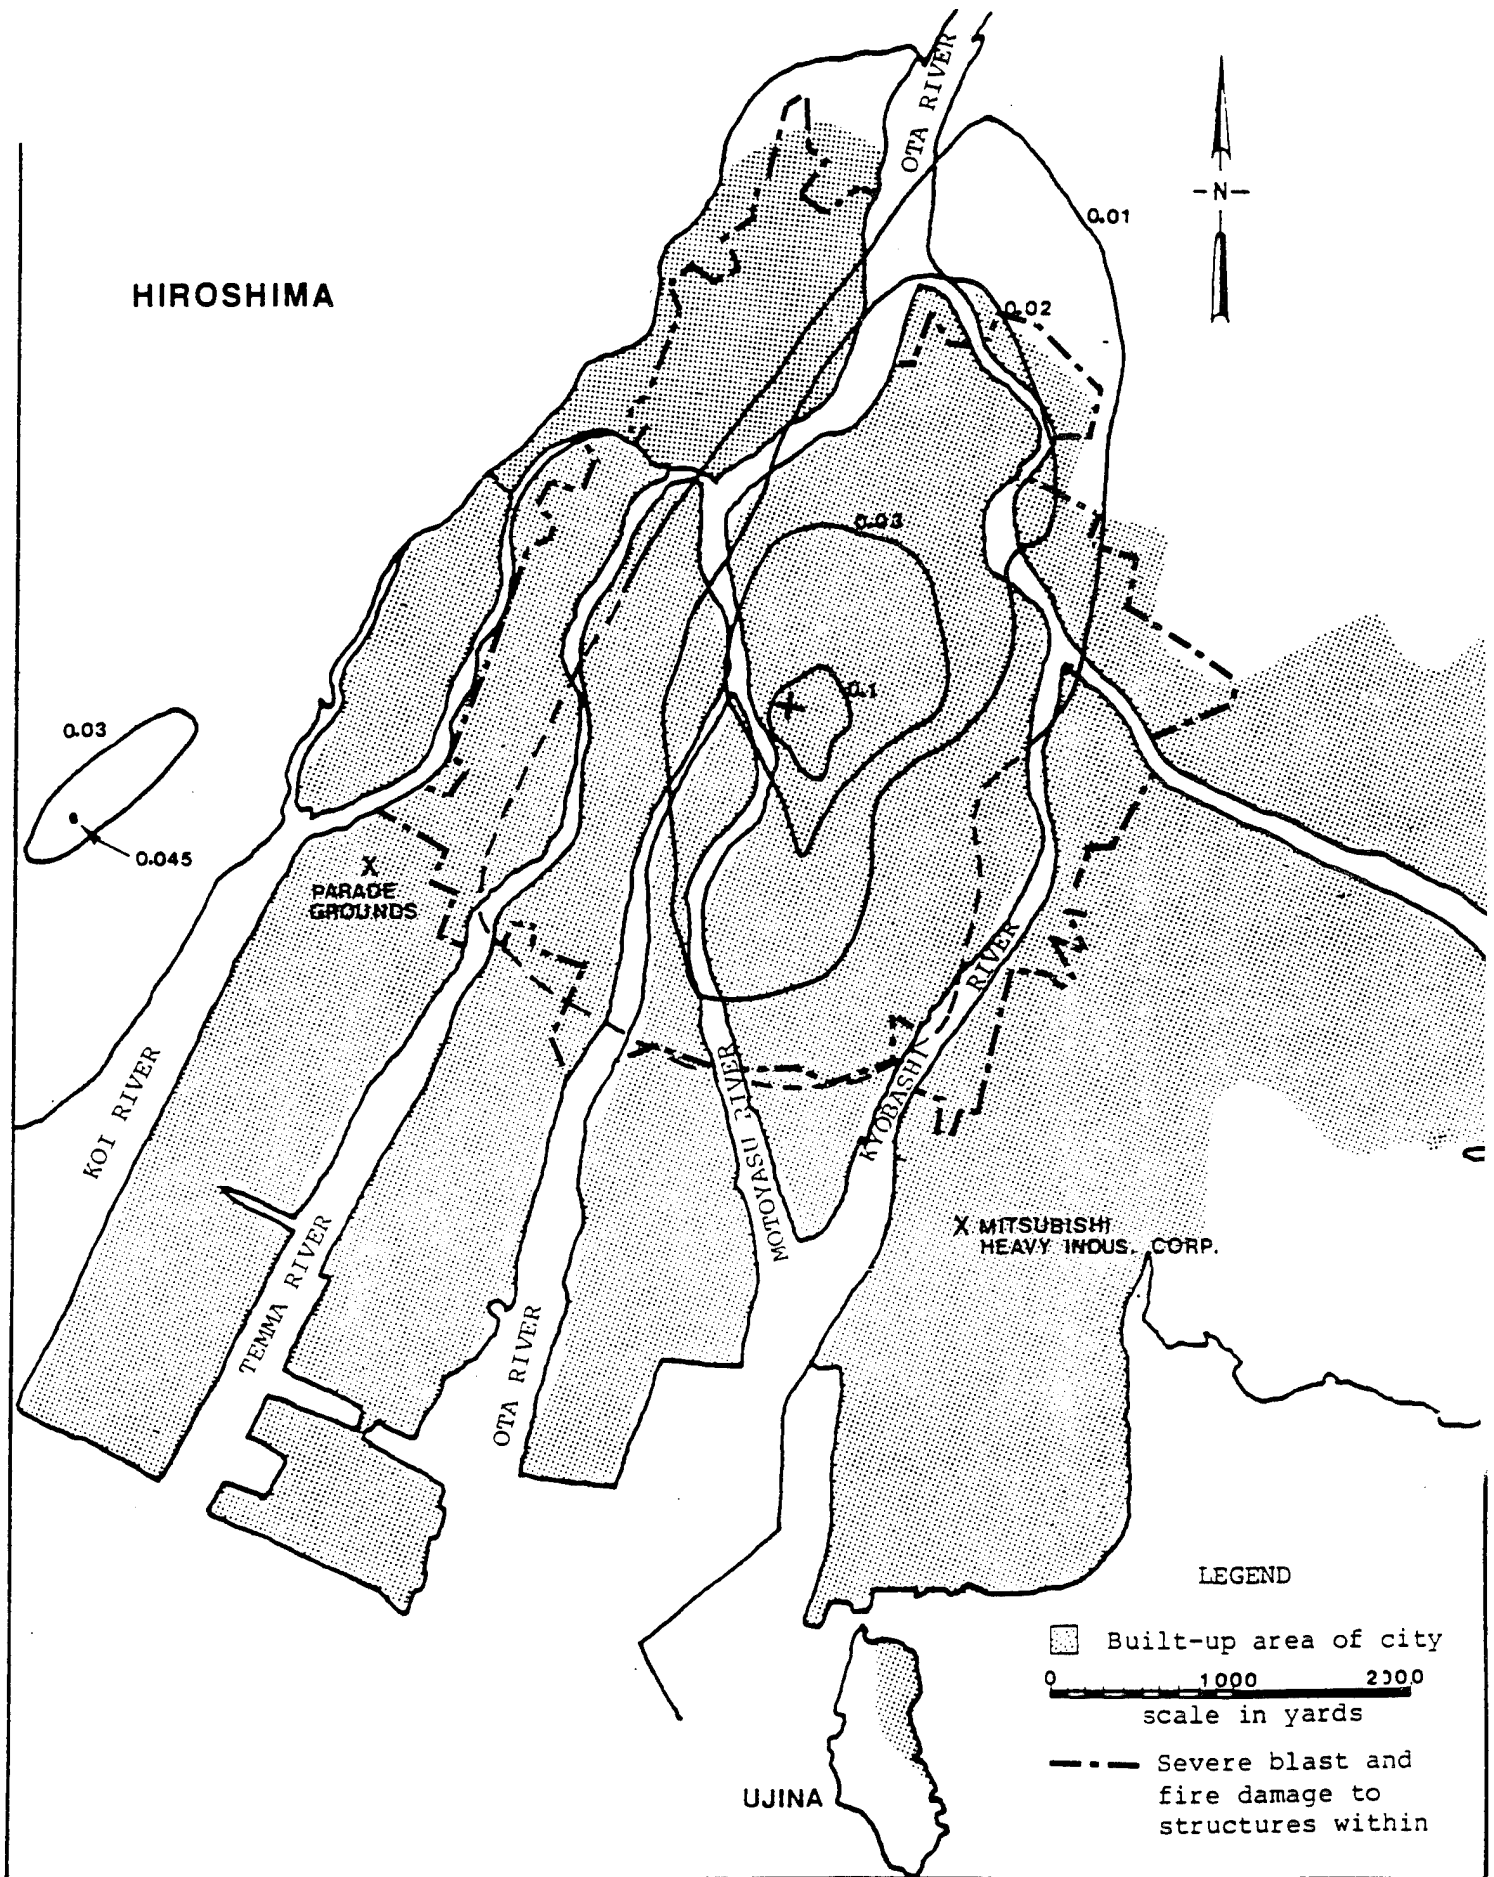 OTA RIVER
-N-
0.01
HIROSHIMA
0.02
0.03
0.1
0.03
0.045
X
PARADE
GROUNDS
RIVER
KYOBASHI
KOI RIVER
MOTOYASU RIVER
X MITSUBISHI
HEAVY INDUS. CORP.
TEMMA RIVER
OTA RIVER
LEGEND
Built-up area of city
0 1000 2000
scale in yards
Severe blast and
fire damage to
structures within
UJINA